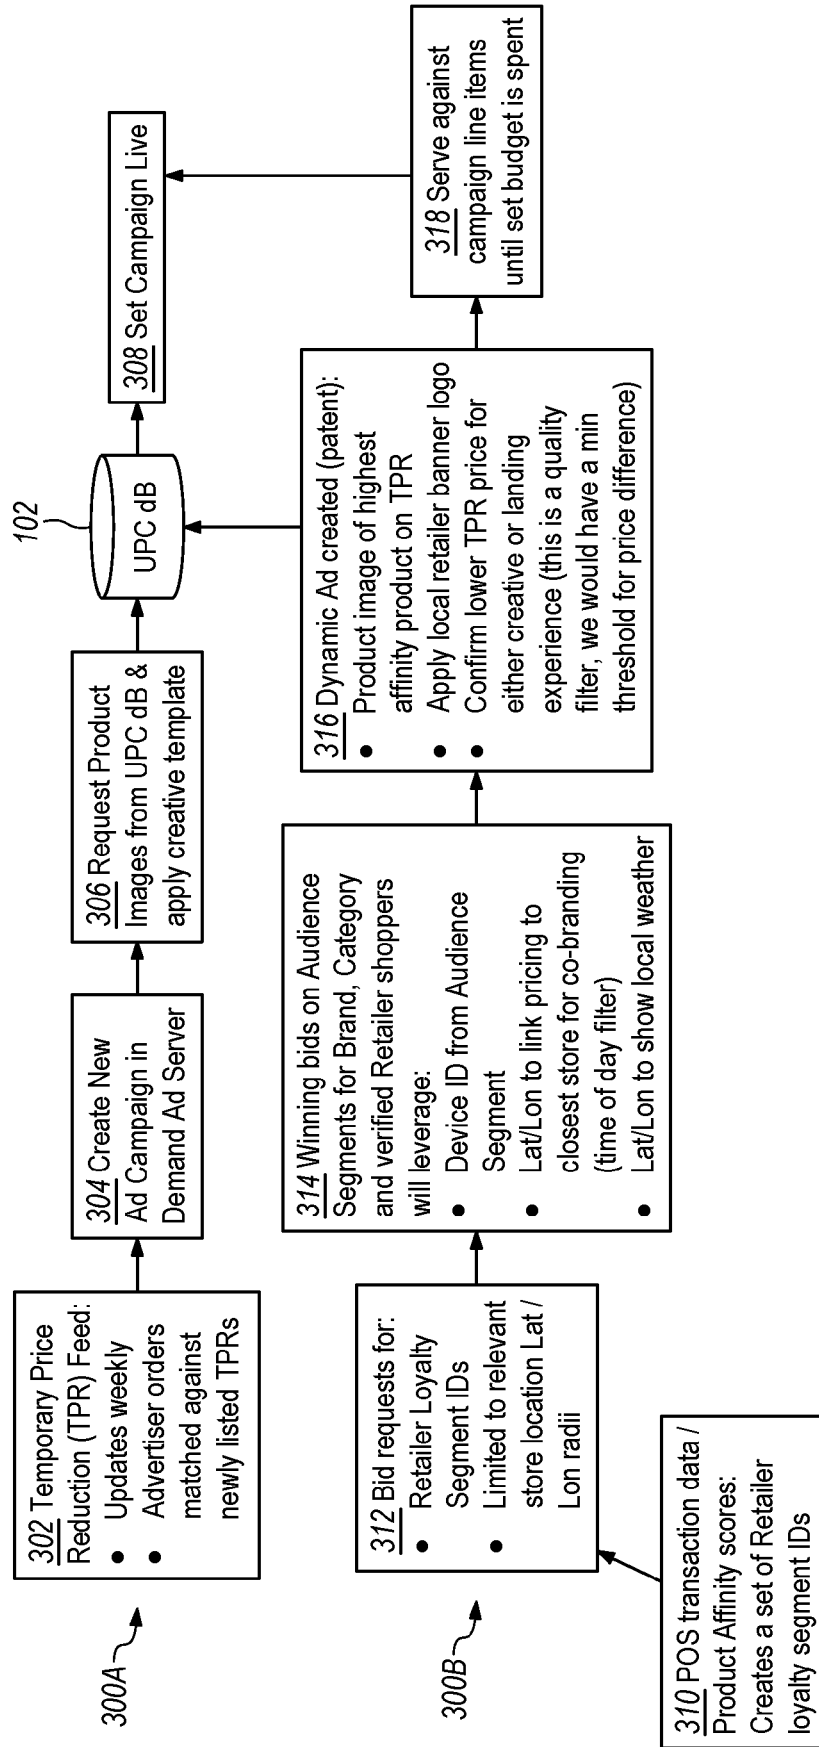 300A
302 Temporary Price
Reduction (TPR) Feed:
• Updates weekly
• Advertiser orders
matched against
newly listed TPRs
304 Create New
Ad Campaign in
Demand Ad Server
306 Request Product
Images from UPC dB &
apply creative template
102
UPC dB
308 Set Campaign Live
300B
310 POS transaction data /
Product Affinity scores:
Creates a set of Retailer
loyalty segment IDs
312 Bid requests for:
• Retailer Loyalty
Segment IDs
• Limited to relevant
store location Lat /
Lon radii
314 Winning bids on Audience
Segments for Brand, Category
and verified Retailer shoppers
will leverage:
• Device ID from Audience
Segment
• Lat/Lon to link pricing to
closest store for co-branding
(time of day filter)
• Lat/Lon to show local weather
316 Dynamic Ad created (patent):
• Product image of highest
affinity product on TPR
• Apply local retailer banner logo
• Confirm lower TPR price for
either creative or landing
experience (this is a quality
filter, we would have a min
threshold for price difference)
318 Serve against
campaign line items
until set budget is spent